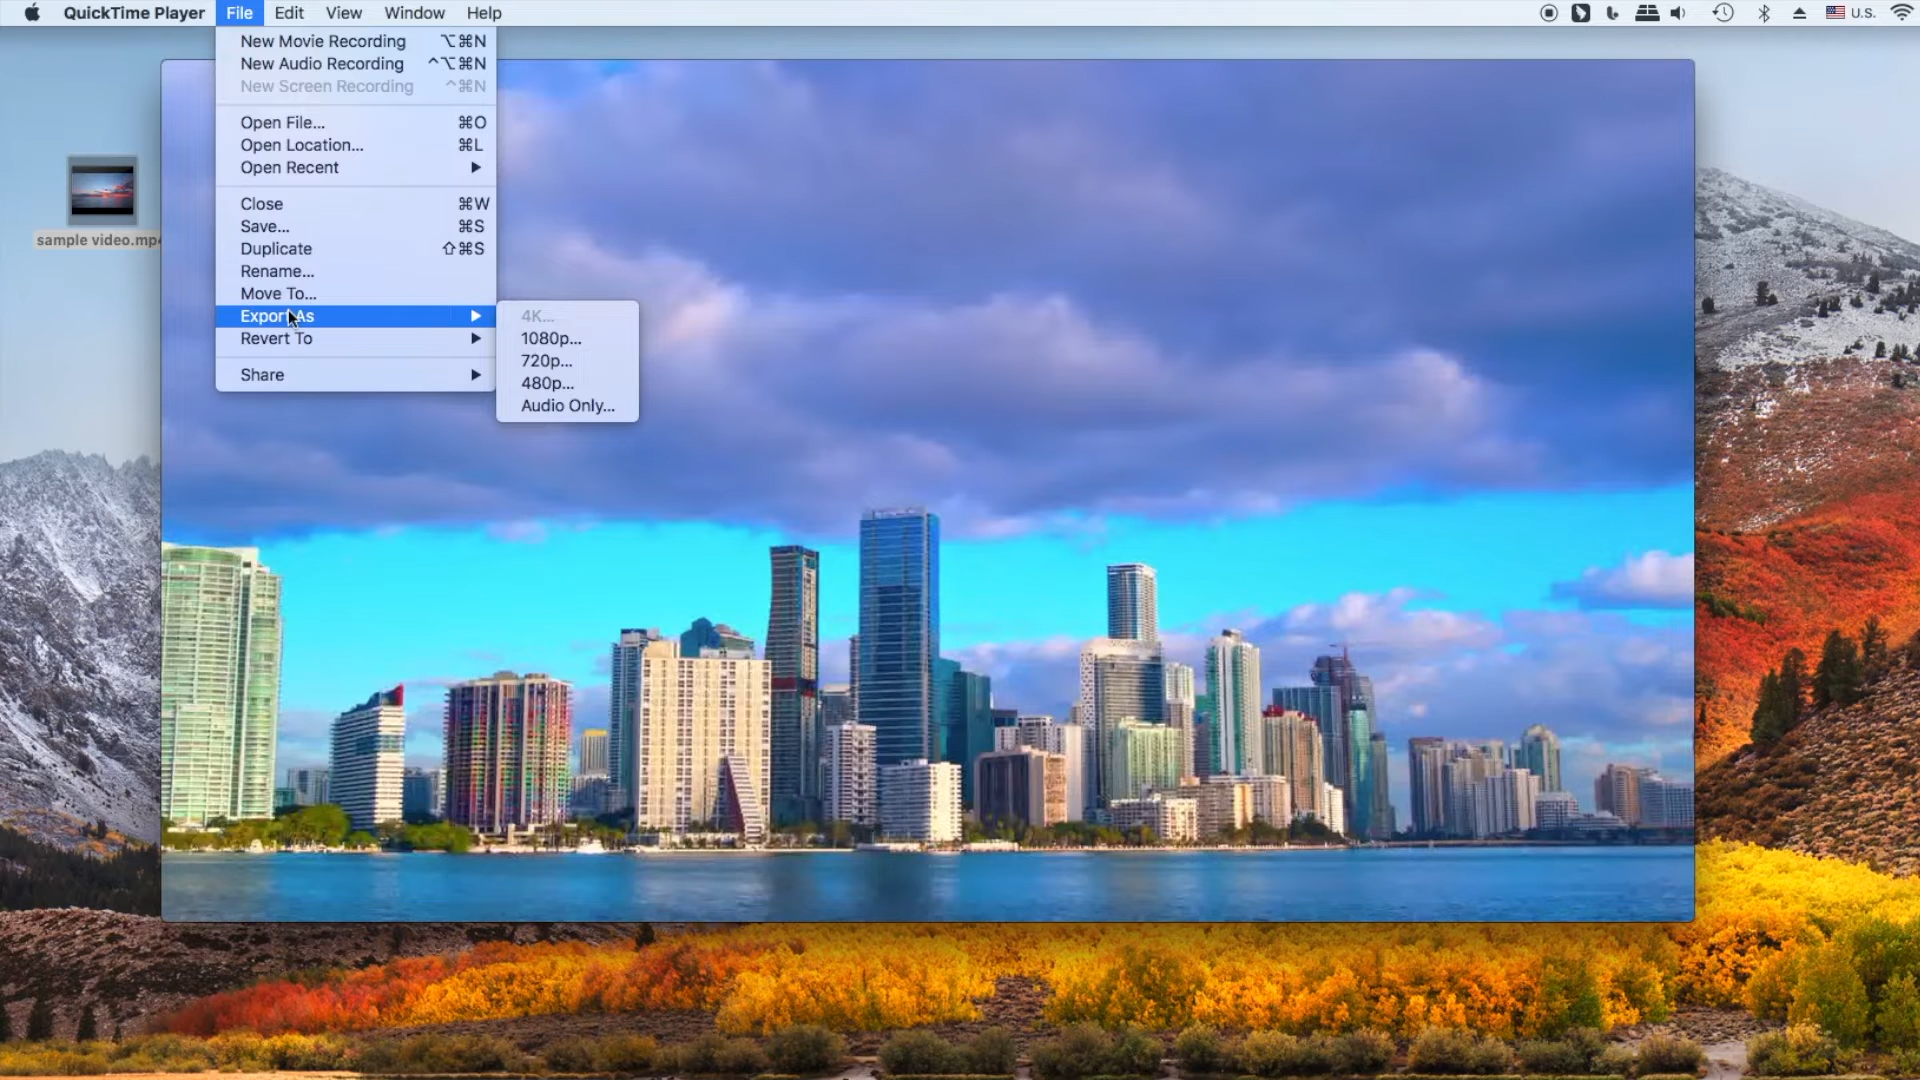 QuickTime Player File Edit View Window Help U.S.
New Movie Recording ⌥⌘N
New Audio Recording ^⌥⌘N
New Screen Recording ^⌘N
Open File... ⌘O
Open Location... ⌘L
Open Recent
Close ⌘W
Save... ⌘S
Duplicate ⇧⌘S
Rename...
Move To...
Export As
Revert To
Share
4K...
1080p...
720p...
480p...
Audio Only...
sample video.mp4